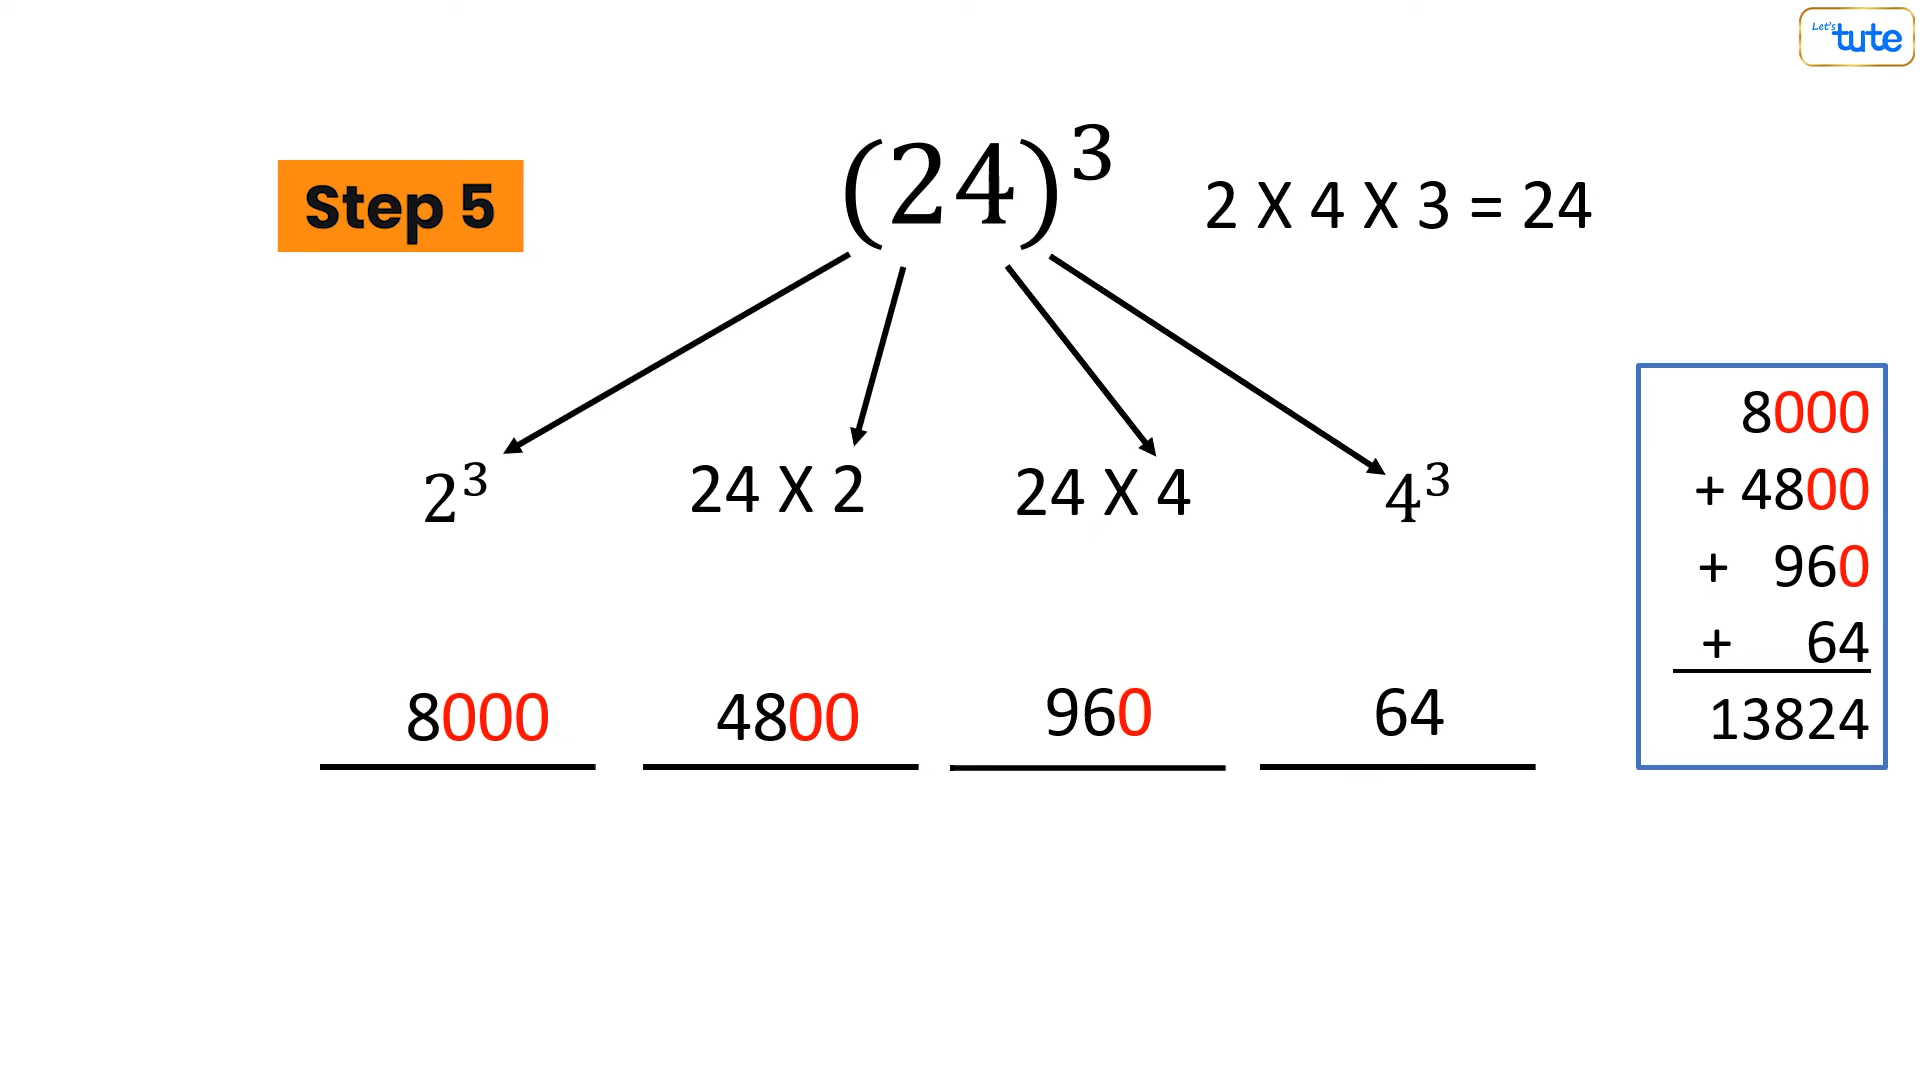 Let's tute
Step 5
(24)³
2 X 4 X 3 = 24
2³
24 X 2
24 X 4
4³
8000
4800
960
64
8000
+ 4800
+ 960
+ 64
13824